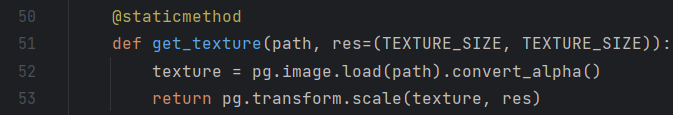 50 @staticmethod
51 def get_texture(path, res=(TEXTURE_SIZE, TEXTURE_SIZE)):
52 texture = pg.image.load(path).convert_alpha()
53 return pg.transform.scale(texture, res)